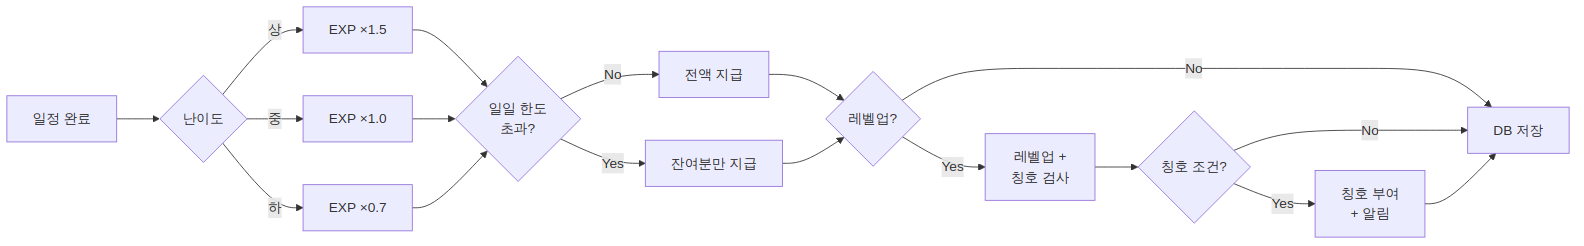 일정 완료
난이도
상
중
하
EXP ×1.5
EXP ×1.0
EXP ×0.7
일일 한도
초과?
No
Yes
전액 지급
잔여분만 지급
레벨업?
No
Yes
레벨업 +
칭호 검사
칭호 조건?
No
Yes
칭호 부여
+ 알림
DB 저장